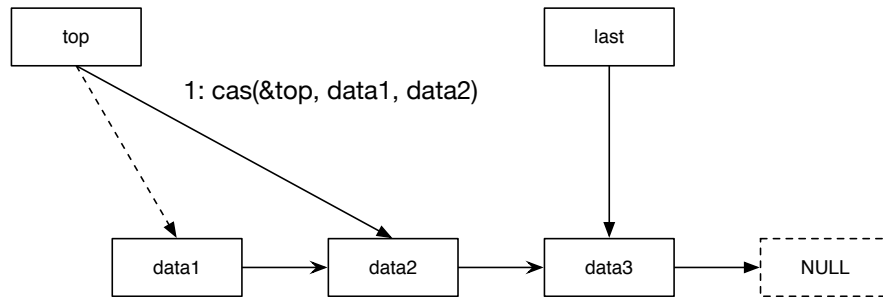 top
last
1: cas(&top, data1, data2)
data1
data2
data3
NULL